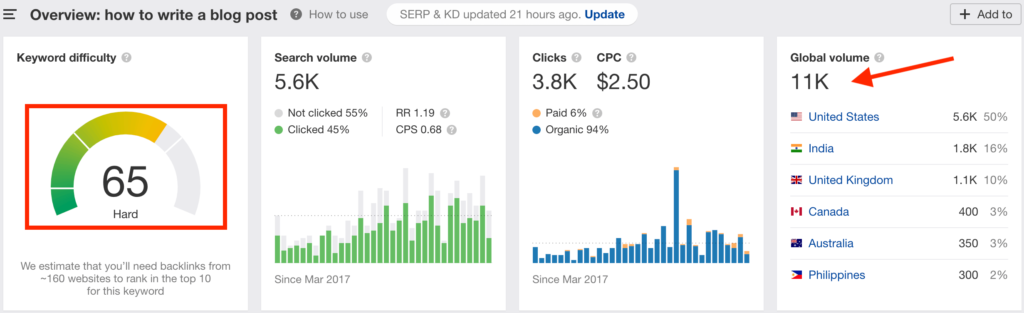 Overview: how to write a blog post ? How to use SERP & KD updated 21 hours ago. Update + Add to
Keyword difficulty ?
65
Hard
We estimate that you'll need backlinks from
~160 websites to rank in the top 10
for this keyword
Search volume ?
5.6K
Not clicked 55% RR 1.19 ?
Clicked 45% CPS 0.68 ?
Since Mar 2017
Clicks ? CPC ?
3.8K $2.50
Paid 6%
Organic 94%
Since Mar 2017
Global volume ?
11K
United States 5.6K 50%
India 1.8K 16%
United Kingdom 1.1K 10%
Canada 400 3%
Australia 350 3%
Philippines 300 2%